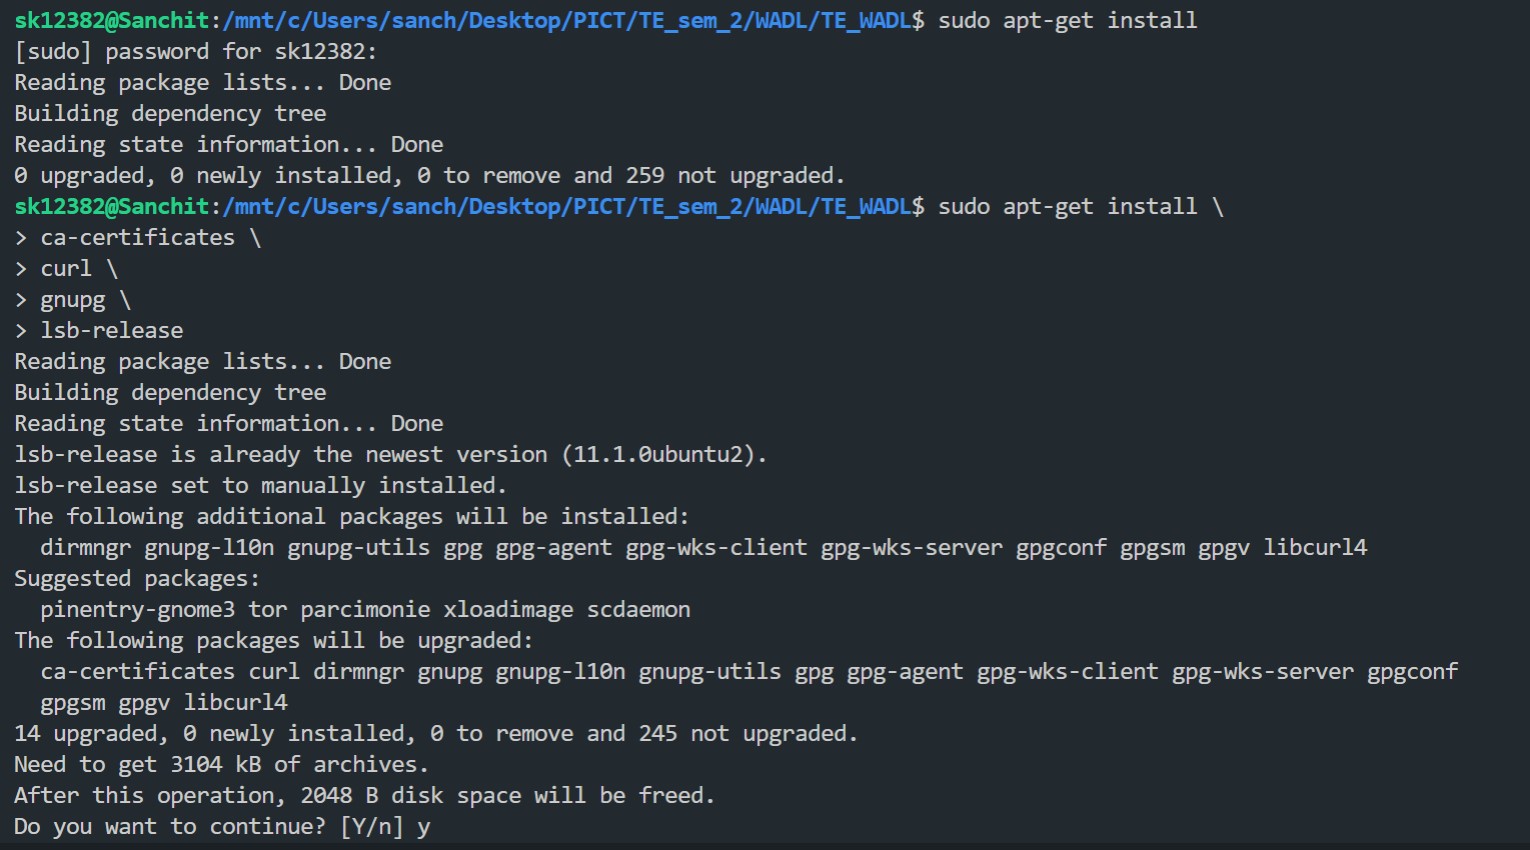 sk12382@Sanchit:/mnt/c/Users/sanch/Desktop/PICT/TE_sem_2/WADL/TE_WADL$ sudo apt-get install
[sudo] password for sk12382:
Reading package lists... Done
Building dependency tree
Reading state information... Done
0 upgraded, 0 newly installed, 0 to remove and 259 not upgraded.
sk12382@Sanchit:/mnt/c/Users/sanch/Desktop/PICT/TE_sem_2/WADL/TE_WADL$ sudo apt-get install \
> ca-certificates \
> curl \
> gnupg \
> lsb-release
Reading package lists... Done
Building dependency tree
Reading state information... Done
lsb-release is already the newest version (11.1.0ubuntu2).
lsb-release set to manually installed.
The following additional packages will be installed:
  dirmngr gnupg-l10n gnupg-utils gpg gpg-agent gpg-wks-client gpg-wks-server gpgconf gpgsm gpgv libcurl4
Suggested packages:
  pinentry-gnome3 tor parcimonie xloadimage scdaemon
The following packages will be upgraded:
  ca-certificates curl dirmngr gnupg gnupg-l10n gnupg-utils gpg gpg-agent gpg-wks-client gpg-wks-server gpgconf
  gpgsm gpgv libcurl4
14 upgraded, 0 newly installed, 0 to remove and 245 not upgraded.
Need to get 3104 kB of archives.
After this operation, 2048 B disk space will be freed.
Do you want to continue? [Y/n] y